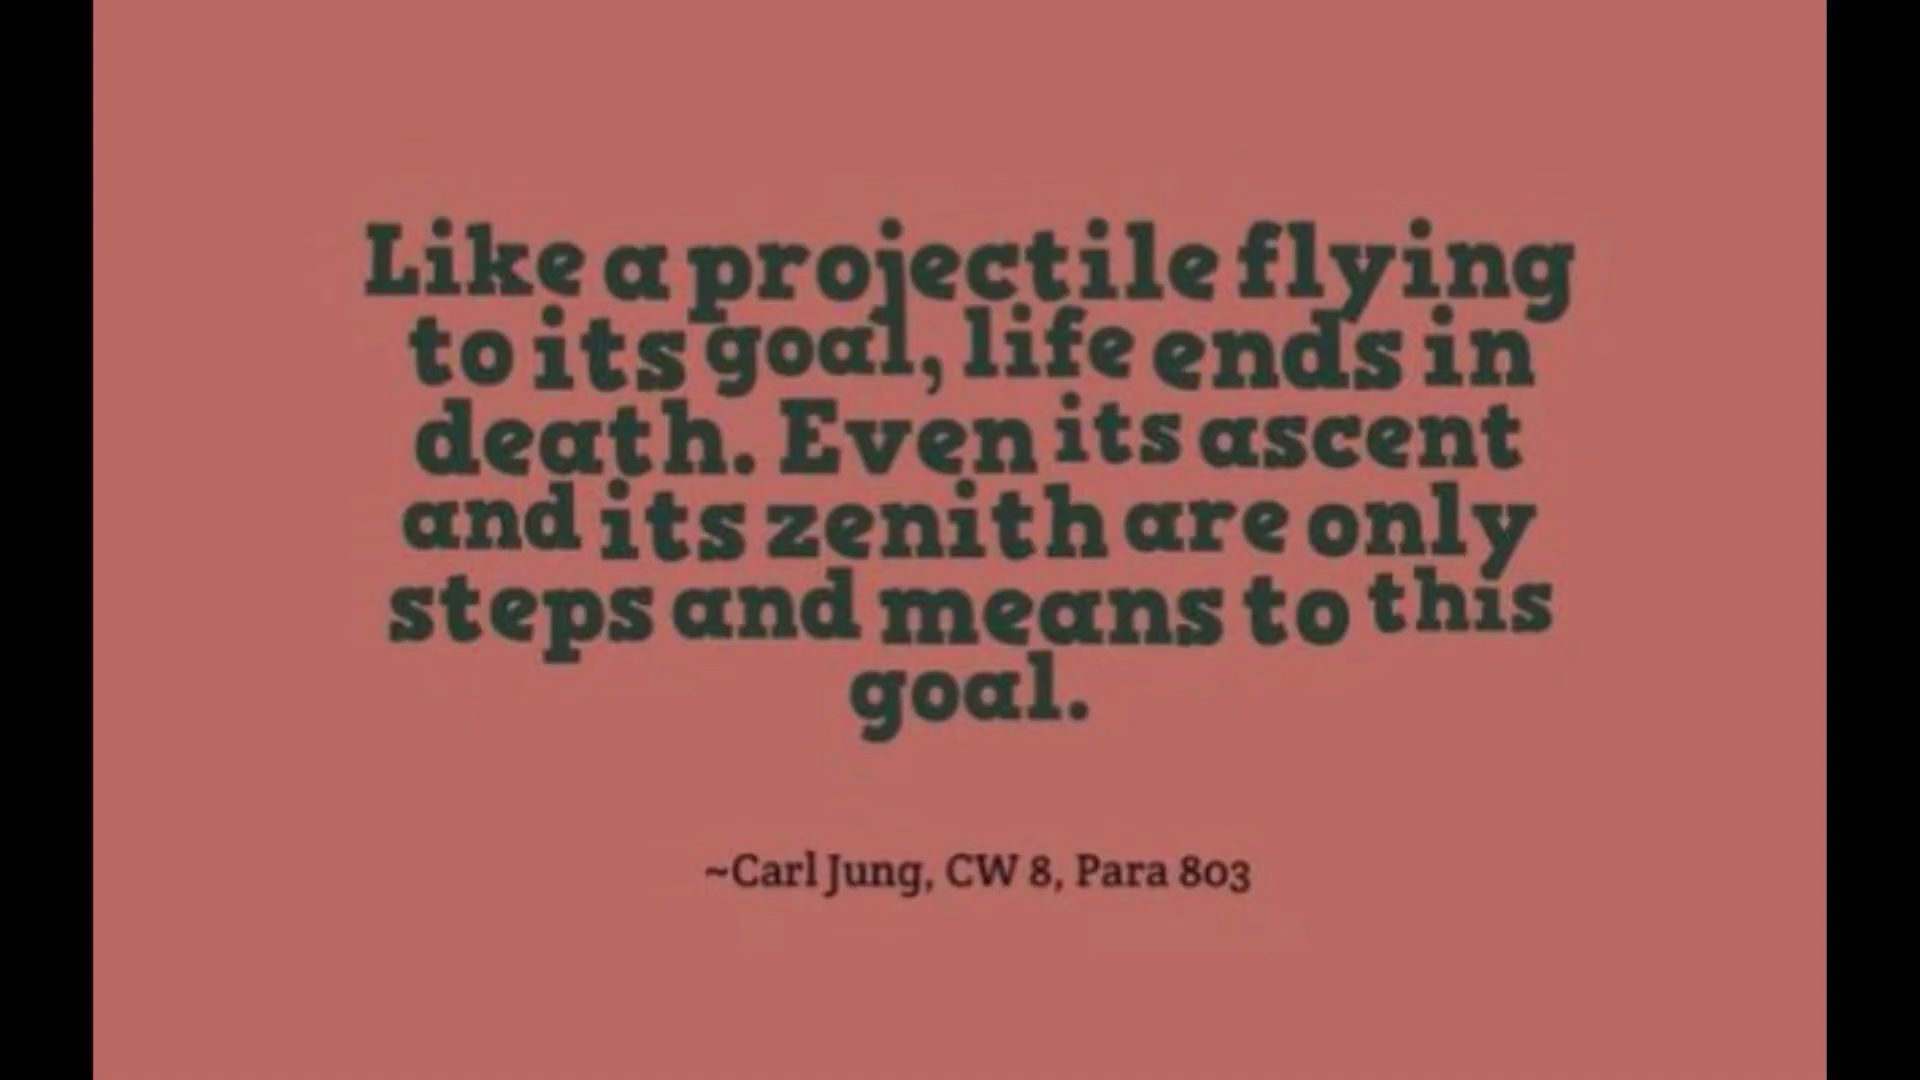 Like a projectile flying
to its goal, life ends in
death. Even its ascent
and its zenith are only
steps and means to this
goal.
~Carl Jung, CW 8, Para 803